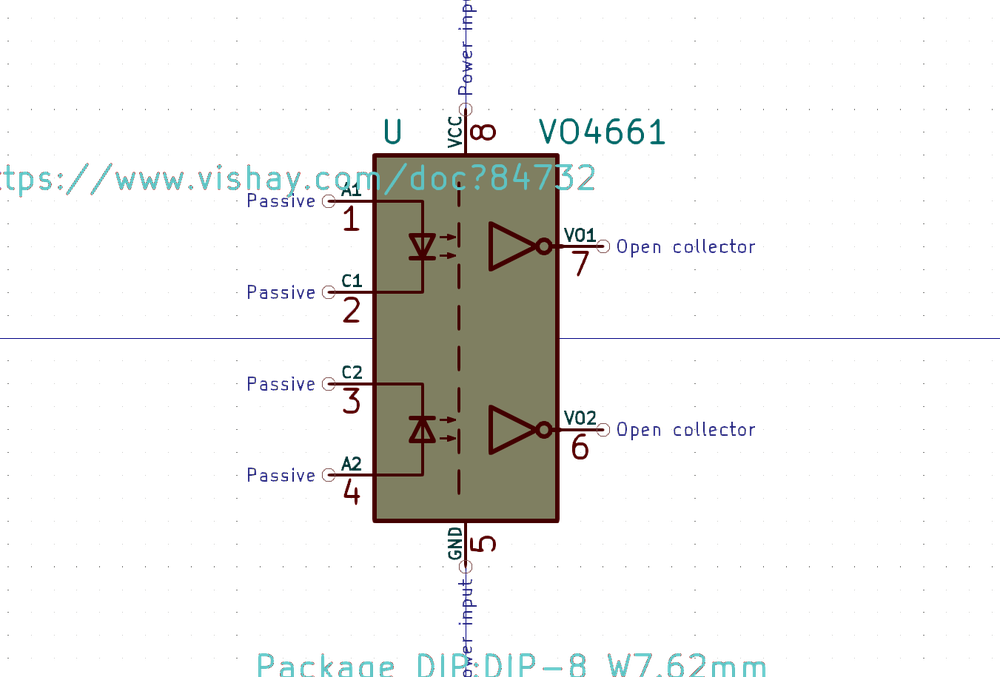 Power inp
U
VCC
8
VO4661
ttps://www.vishay.com/doc?84732
Passive
A1
1
VO1
Open collector
7
Passive
C1
2
Passive
C2
3
VO2
Open collector
6
Passive
A2
4
GND
5
ower input
Package DIP:DIP-8 W7.62mm